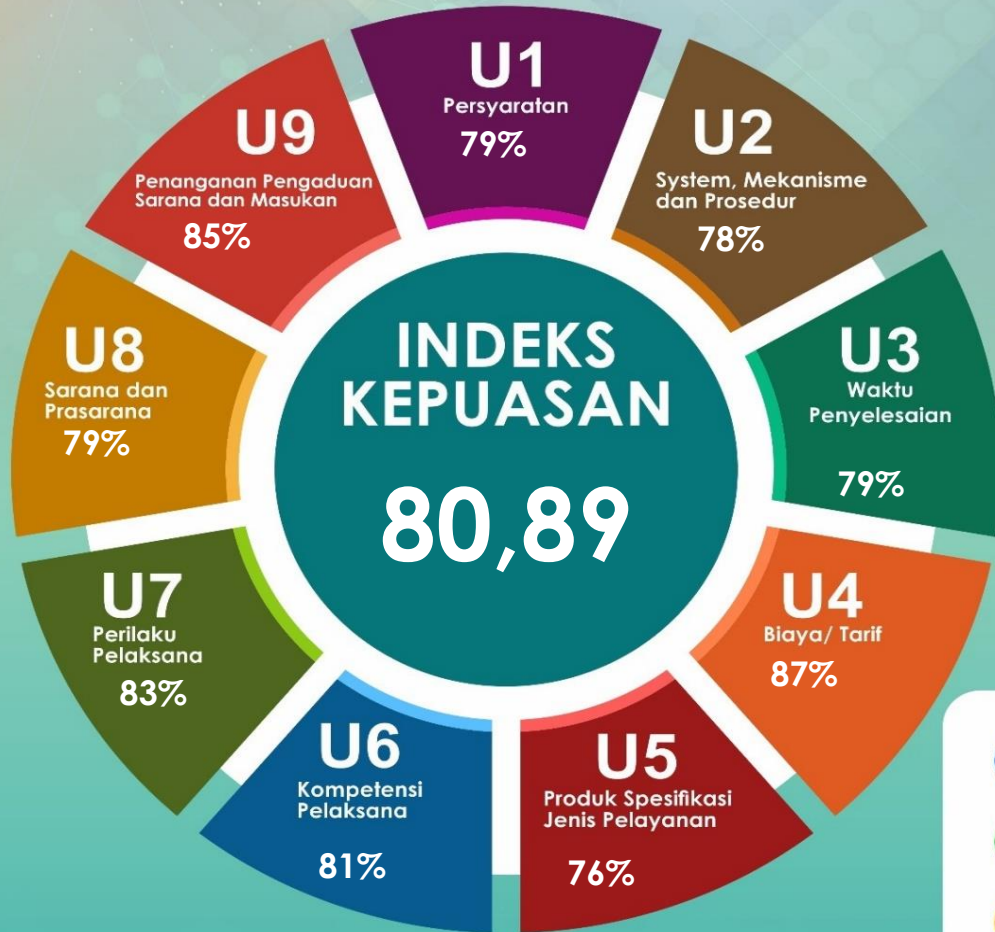 U1
Persyaratan
79%
U2
System, Mekanisme
dan Prosedur
78%
U3
Waktu
Penyelesaian
79%
U4
Biaya/ Tarif
87%
U5
Produk Spesifikasi
Jenis Pelayanan
76%
U6
Kompetensi
Pelaksana
81%
U7
Perilaku
Pelaksana
83%
U8
Sarana dan
Prasarana
79%
U9
Penanganan Pengaduan
Sarana dan Masukan
85%
INDEKS
KEPUASAN
80,89